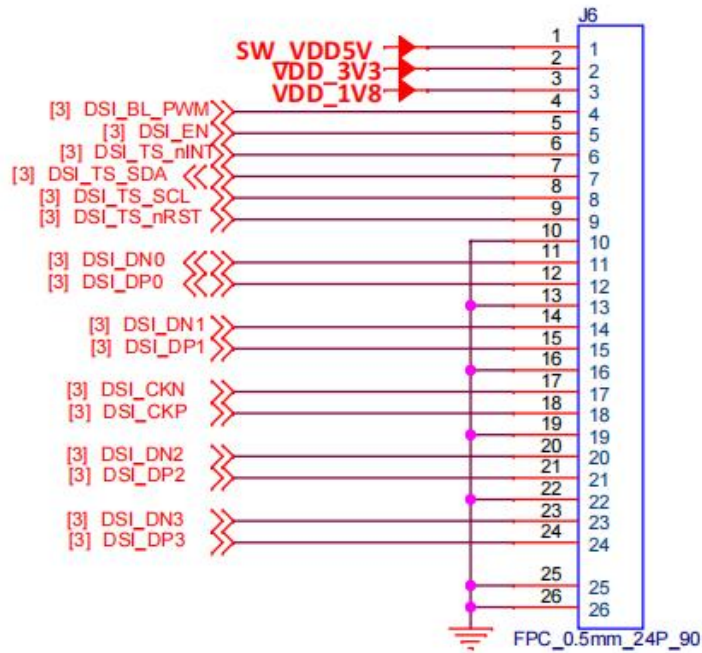 J6
SW_VDD5V 1 1
VDD_3V3 2 2
VDD_1V8 3 3
[3] DSI_BL_PWM 4 4
[3] DSI_EN 5 5
[3] DSI_TS_nINT 6 6
[3] DSI_TS_SDA 7 7
[3] DSI_TS_SCL 8 8
[3] DSI_TS_nRST 9 9
10 10
[3] DSI_DN0 11 11
[3] DSI_DP0 12 12
13 13
[3] DSI_DN1 14 14
[3] DSI_DP1 15 15
16 16
[3] DSI_CKN 17 17
[3] DSI_CKP 18 18
19 19
[3] DSI_DN2 20 20
[3] DSI_DP2 21 21
22 22
[3] DSI_DN3 23 23
[3] DSI_DP3 24 24
25 25
26 26
FPC_0.5mm_24P_90